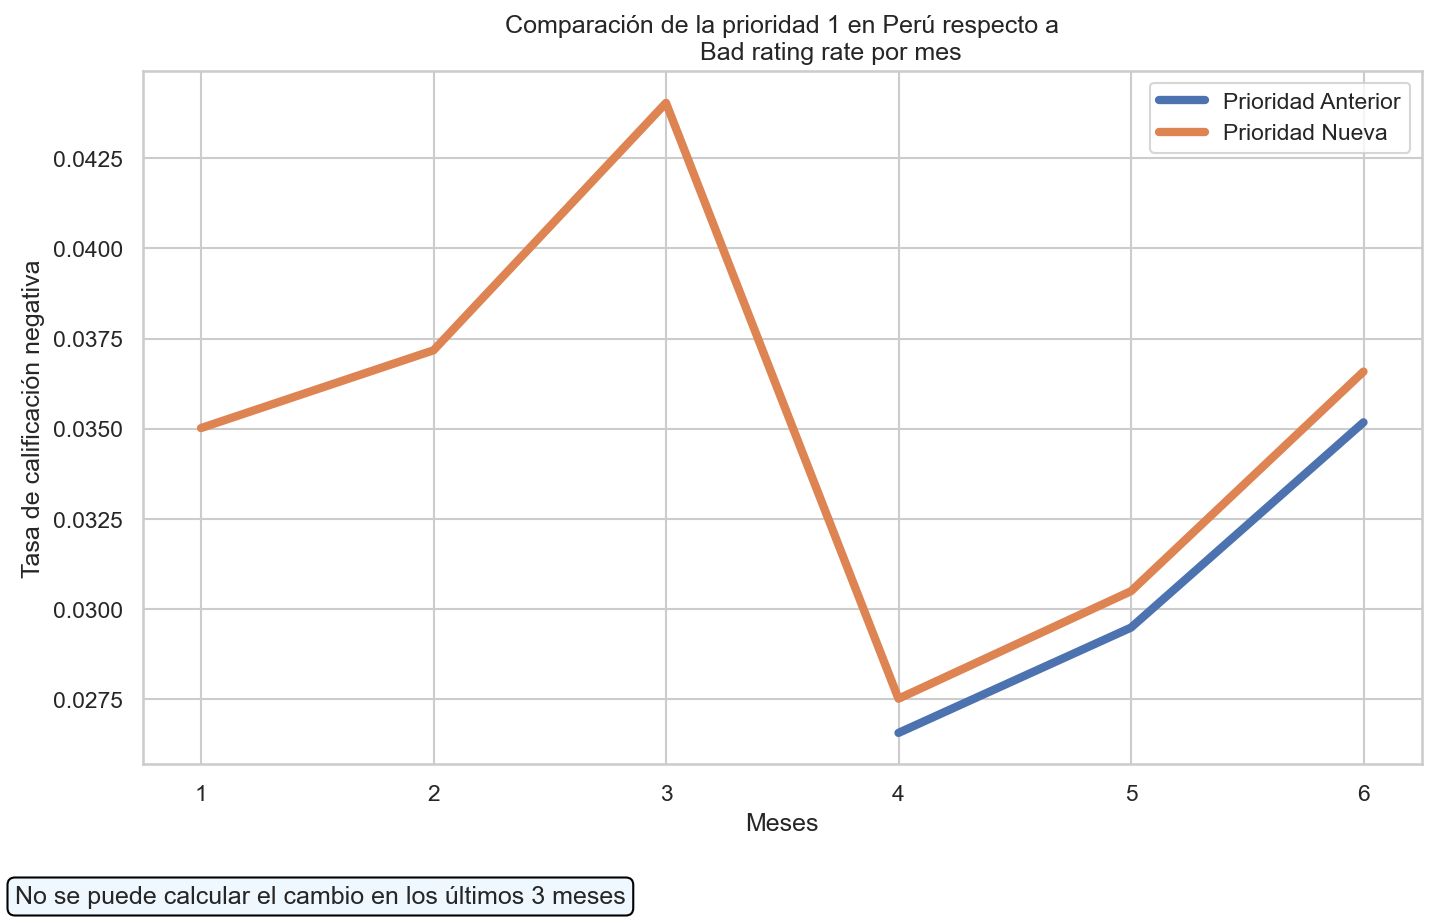 Comparación de la prioridad 1 en Perú respecto a
Bad rating rate por mes
Prioridad Anterior
Prioridad Nueva
Tasa de calificación negativa
0.0425
0.0400
0.0375
0.0350
0.0325
0.0300
0.0275
1 2 3 4 5 6
Meses
No se puede calcular el cambio en los últimos 3 meses